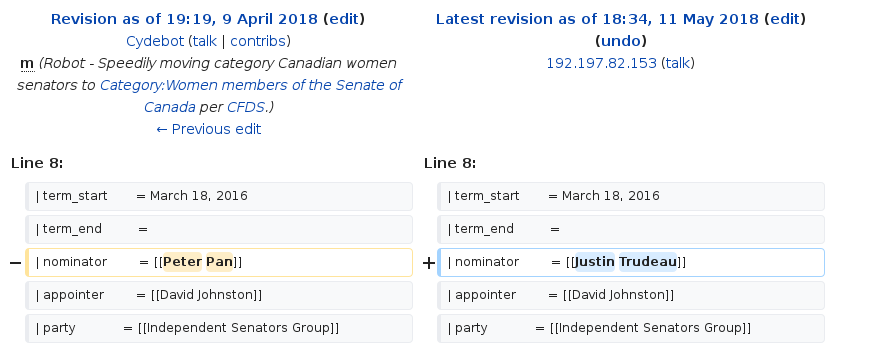 Revision as of 19:19, 9 April 2018 (edit)
Cydebot (talk | contribs)
m (Robot - Speedily moving category Canadian women
senators to Category:Women members of the Senate of
Canada per CFDS.)
← Previous edit
Latest revision as of 18:34, 11 May 2018 (edit)
(undo)
192.197.82.153 (talk)
Line 8:
Line 8:
| term_start = March 18, 2016
| term_start = March 18, 2016
| term_end =
| term_end =
− | nominator = [[Peter Pan]]
+ | nominator = [[Justin Trudeau]]
| appointer = [[David Johnston]]
| appointer = [[David Johnston]]
| party = [[Independent Senators Group]]
| party = [[Independent Senators Group]]